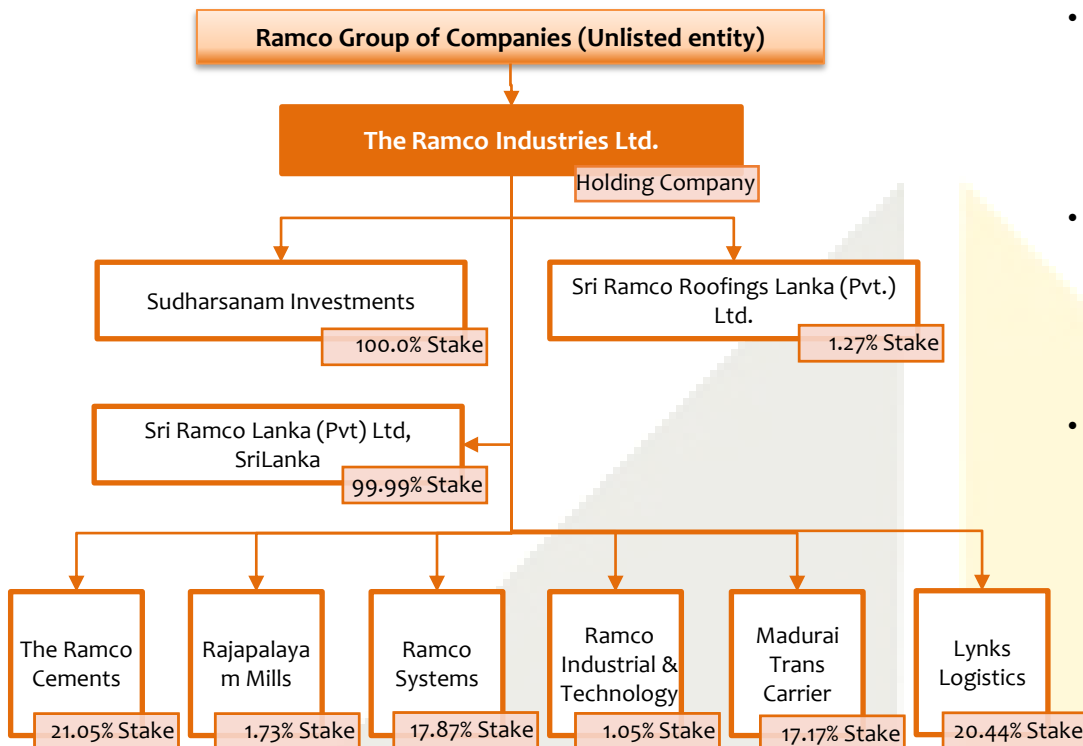 Ramco Group of Companies (Unlisted entity)
The Ramco Industries Ltd.
Holding Company
Sudharsanam Investments
100.0% Stake
Sri Ramco Roofings Lanka (Pvt.)
Ltd.
1.27% Stake
Sri Ramco Lanka (Pvt) Ltd,
SriLanka
99.99% Stake
The Ramco
Cements
21.05% Stake
Rajapalaya
m Mills
1.73% Stake
Ramco
Systems
17.87% Stake
Ramco
Industrial &
Technology
1.05% Stake
Madurai
Trans
Carrier
17.17% Stake
Lynks
Logistics
20.44% Stake